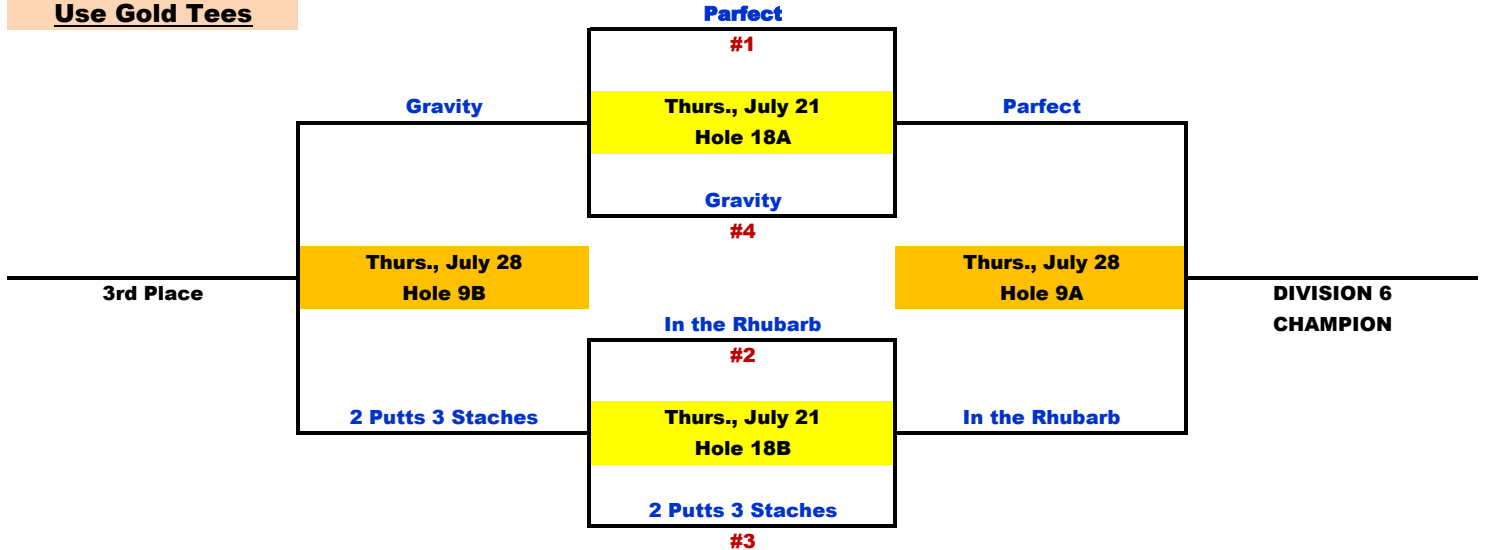 Use Gold Tees
Parfect
#1
Gravity
Thurs., July 21
Hole 18A
Parfect
Gravity
#4
Thurs., July 28
Hole 9B
Thurs., July 28
Hole 9A
3rd Place
DIVISION 6
CHAMPION
In the Rhubarb
#2
2 Putts 3 Staches
Thurs., July 21
Hole 18B
In the Rhubarb
2 Putts 3 Staches
#3